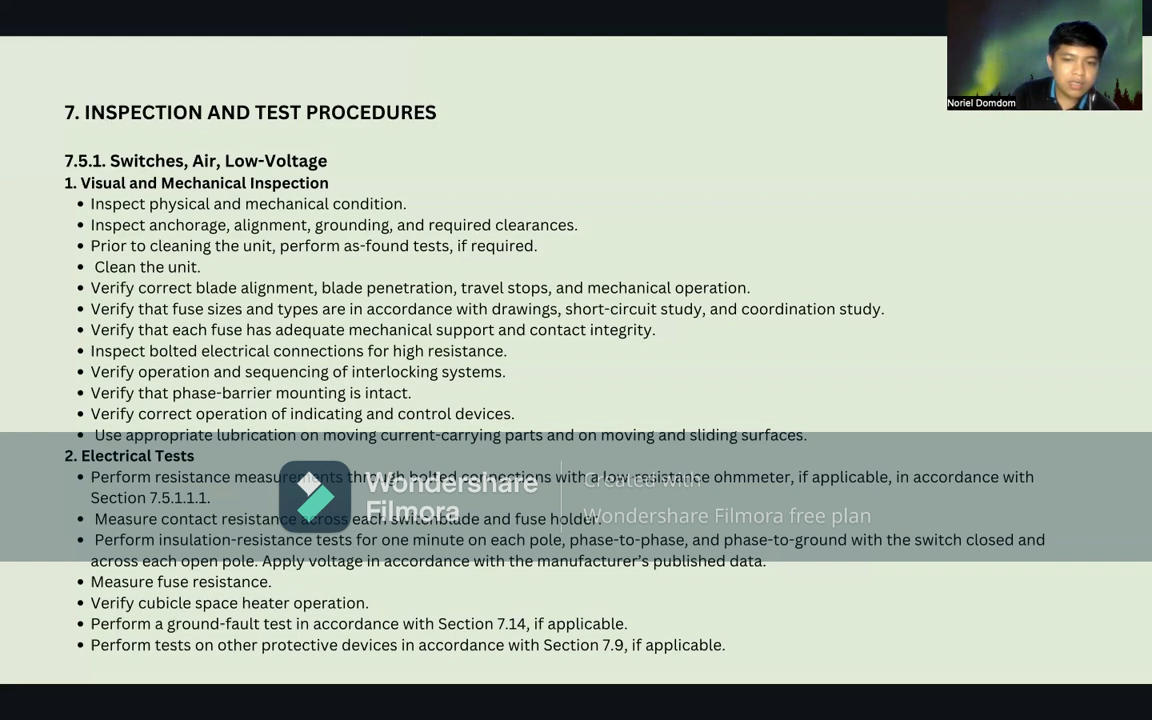 Noriel Domdom
7. INSPECTION AND TEST PROCEDURES
7.5.1. Switches, Air, Low-Voltage
1. Visual and Mechanical Inspection
• Inspect physical and mechanical condition.
• Inspect anchorage, alignment, grounding, and required clearances.
• Prior to cleaning the unit, perform as-found tests, if required.
• Clean the unit.
• Verify correct blade alignment, blade penetration, travel stops, and mechanical operation.
• Verify that fuse sizes and types are in accordance with drawings, short-circuit study, and coordination study.
• Verify that each fuse has adequate mechanical support and contact integrity.
• Inspect bolted electrical connections for high resistance.
• Verify operation and sequencing of interlocking systems.
• Verify that phase-barrier mounting is intact.
• Verify correct operation of indicating and control devices.
• Use appropriate lubrication on moving current-carrying parts and on moving and sliding surfaces.
2. Electrical Tests
• Perform resistance measurements through bolted connections with a low-resistance ohmmeter, if applicable, in accordance with
Section 7.5.1.1.1.
• Measure contact resistance across each switchblade and fuse holder.
• Perform insulation-resistance tests for one minute on each pole, phase-to-phase, and phase-to-ground with the switch closed and
across each open pole. Apply voltage in accordance with the manufacturer’s published data.
• Measure fuse resistance.
• Verify cubicle space heater operation.
• Perform a ground-fault test in accordance with Section 7.14, if applicable.
• Perform tests on other protective devices in accordance with Section 7.9, if applicable.
Wondershare
Filmora
Created with
Wondershare Filmora free plan